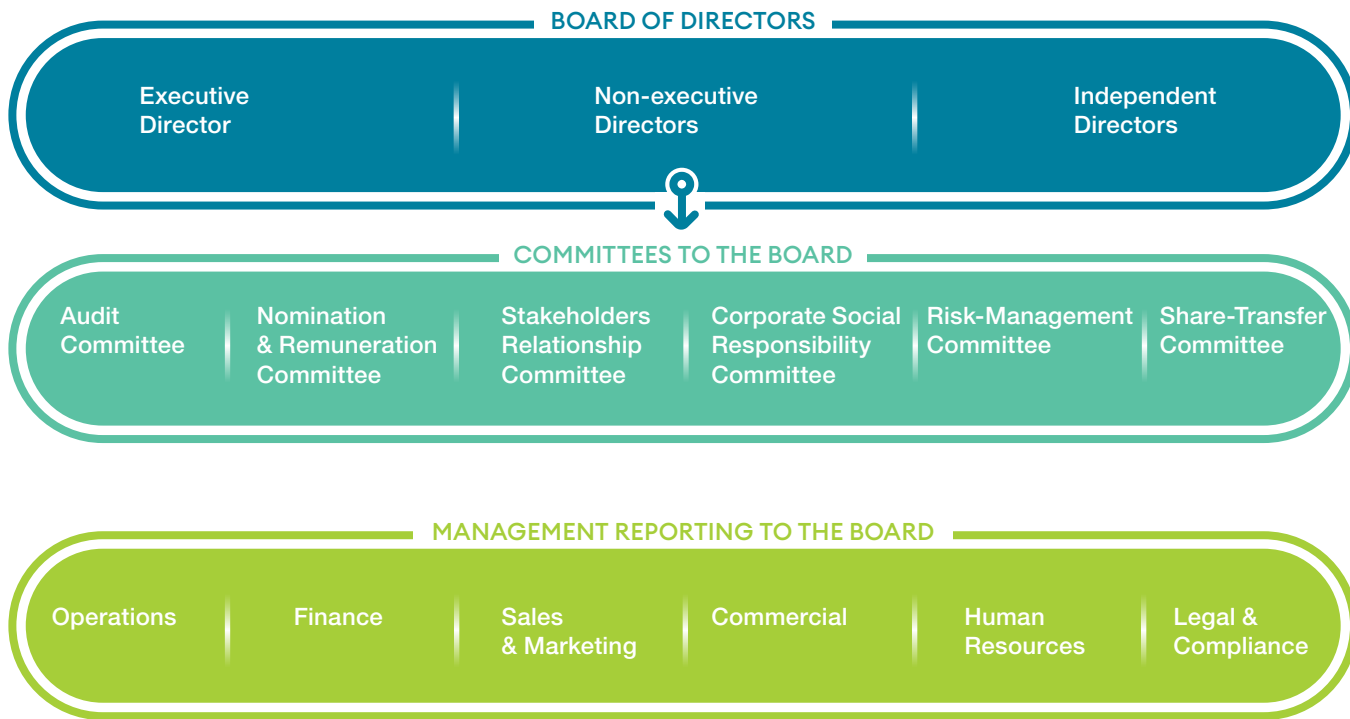 BOARD OF DIRECTORS
Executive
Director
Non-executive
Directors
Independent
Directors
COMMITTEES TO THE BOARD
Audit
Committee
Nomination
& Remuneration
Committee
Stakeholders
Relationship
Committee
Corporate Social
Responsibility
Committee
Risk-Management
Committee
Share-Transfer
Committee
MANAGEMENT REPORTING TO THE BOARD
Operations
Finance
Sales
& Marketing
Commercial
Human
Resources
Legal &
Compliance